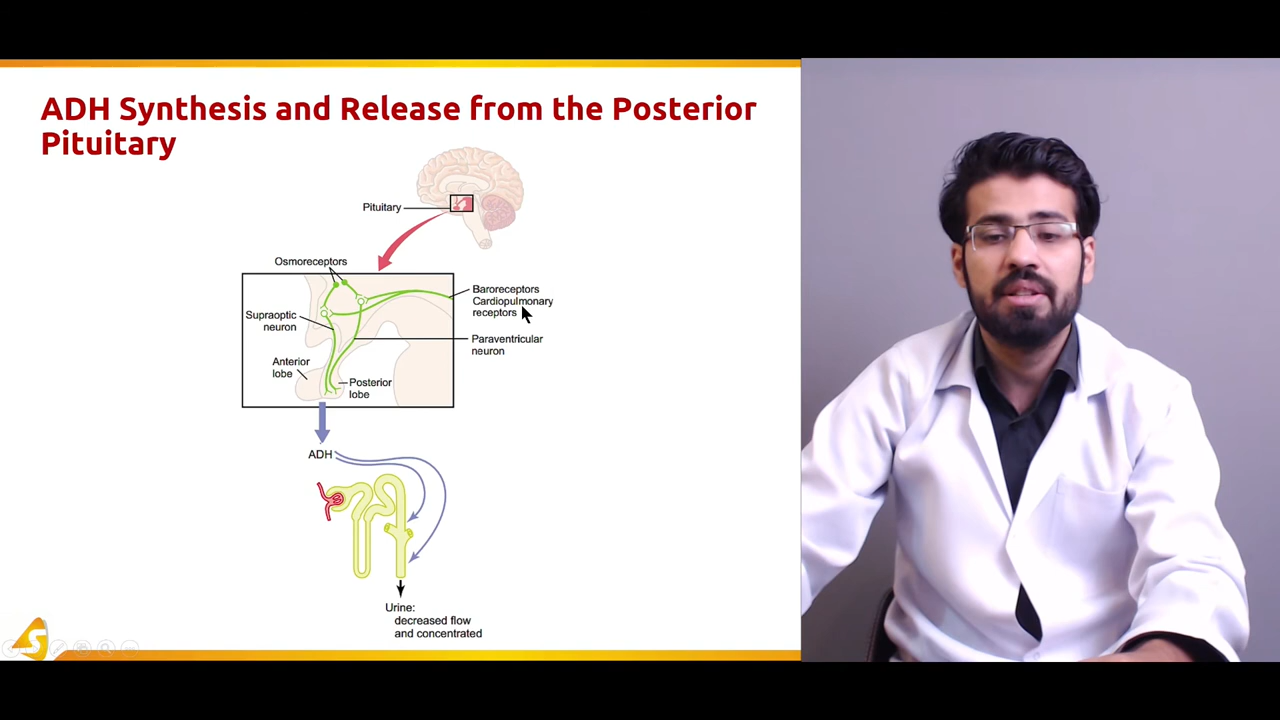 ADH Synthesis and Release from the Posterior
Pituitary
Pituitary
Osmoreceptors
Baroreceptors
Cardiopulmonary
receptors
Supraoptic
neuron
Paraventricular
neuron
Anterior
lobe
Posterior
lobe
ADH
Urine:
decreased flow
and concentrated
S